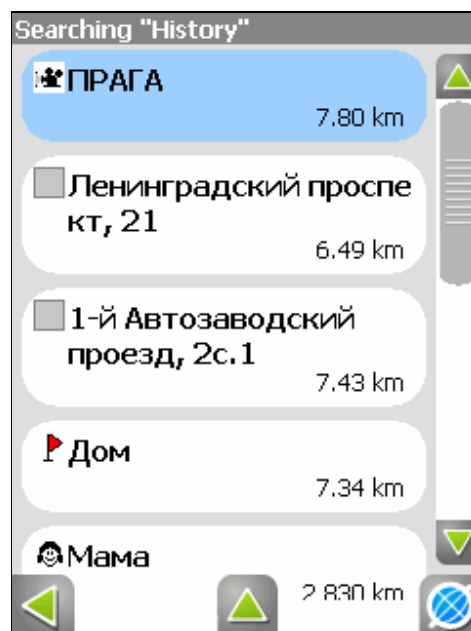 Searching "History"
ПРАГА
7.80 km
Ленинградский проспе
кт, 21
6.49 km
1-й Автозаводский
проезд, 2с.1
7.43 km
Дом
7.34 km
Мама
2.830 km